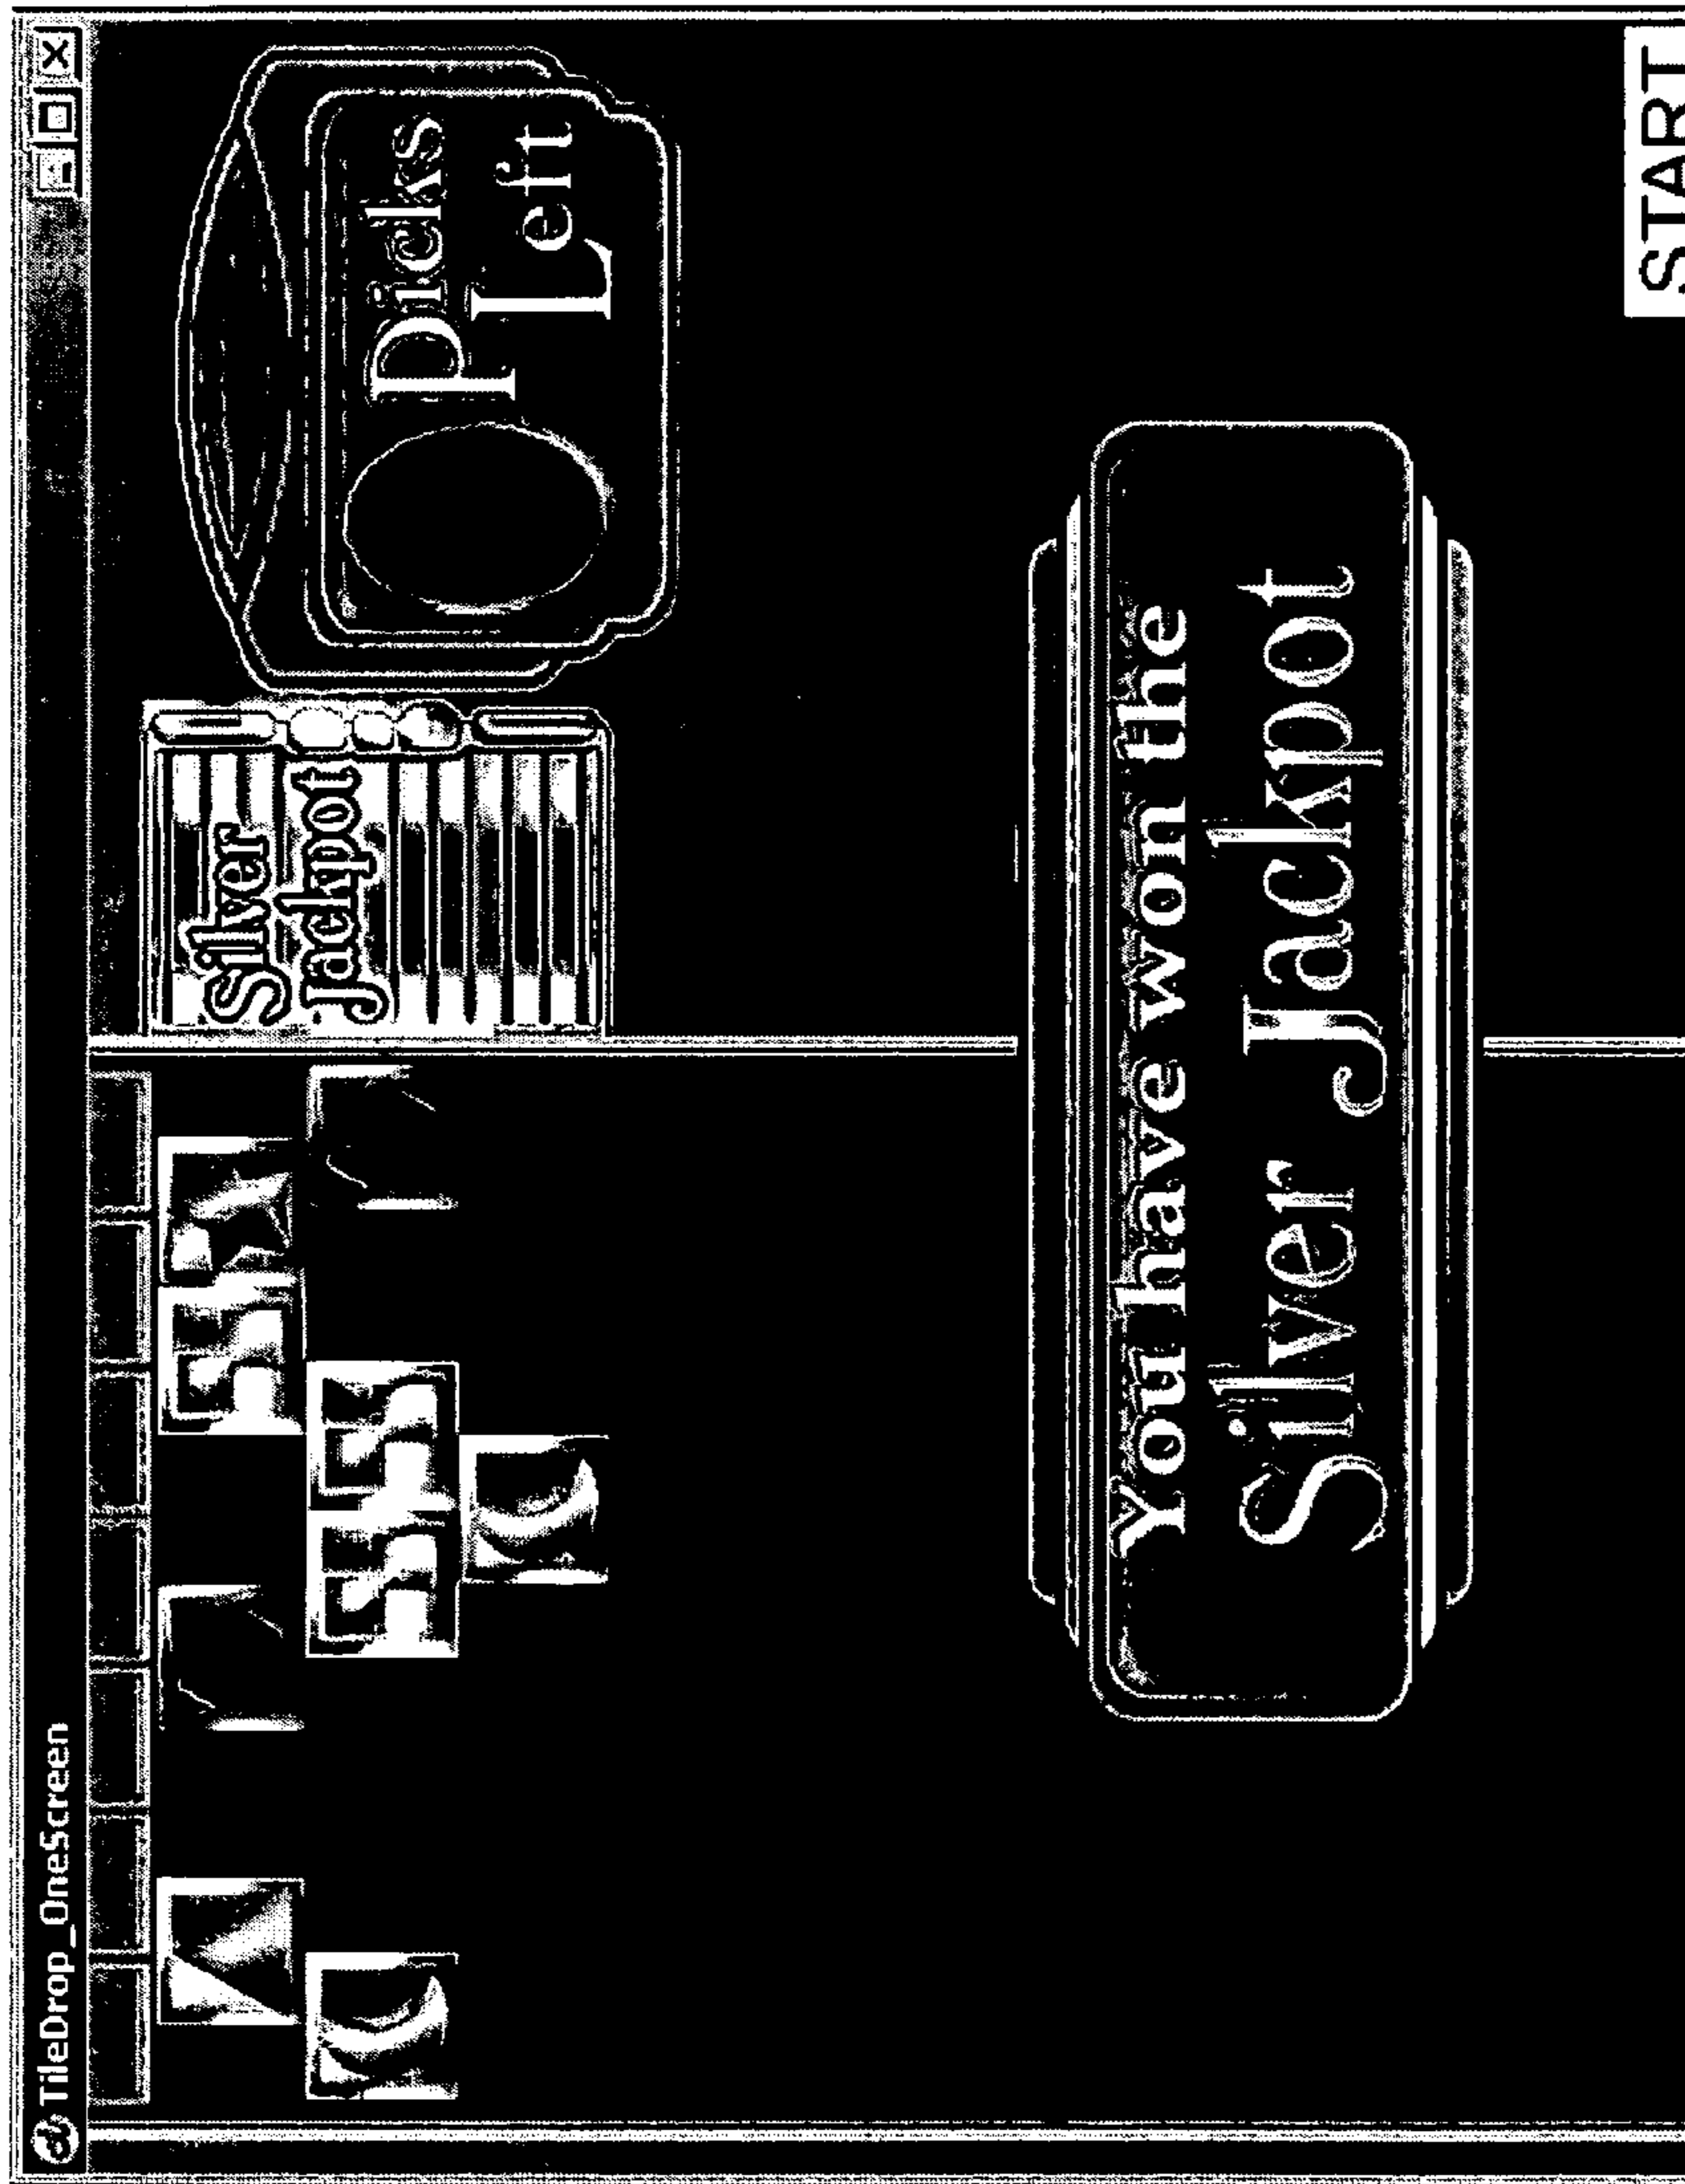 TileDrop_OneScreen
Silver
Jackpot
Picks
Left
You have won the
Silver Jackpot
START